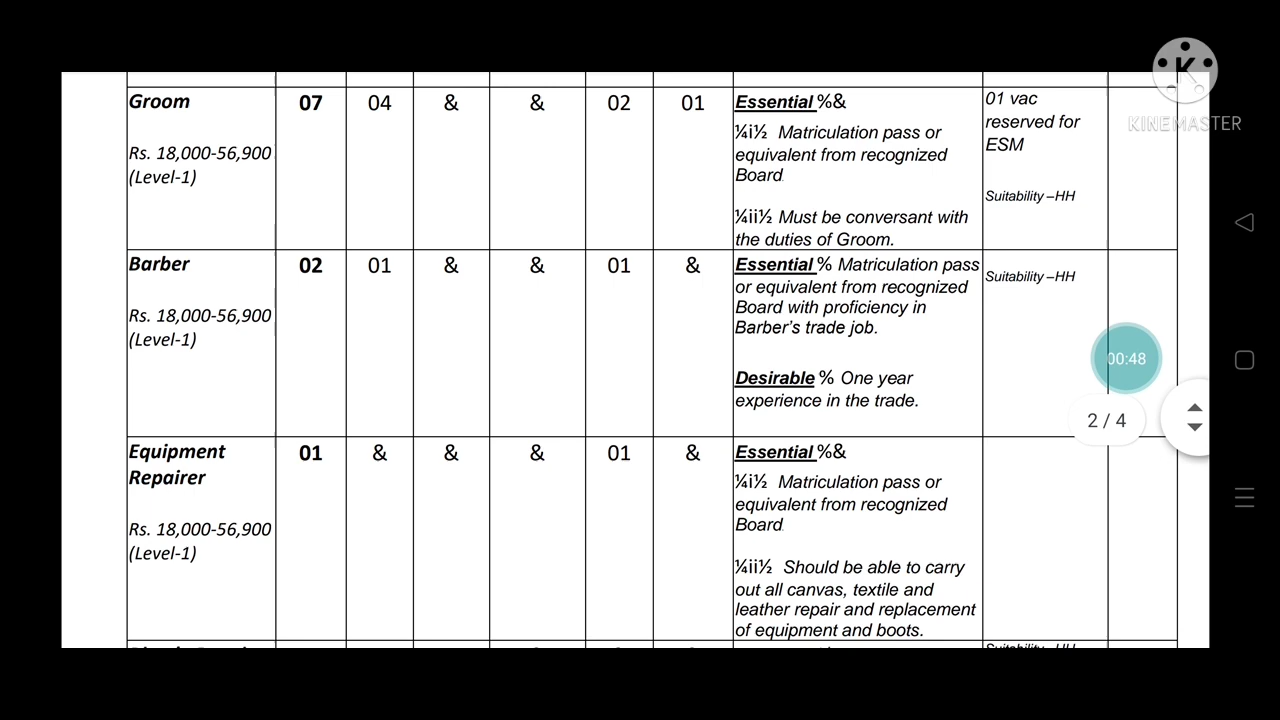 Groom 07 04 & & 02 01 Essential %& 01 vac
reserved for
ESM
Rs. 18,000-56,900
(Level-1)
¼i½ Matriculation pass or
equivalent from recognized
Board
Suitability –HH
¼ii½ Must be conversant with
the duties of Groom.
KINEMASTER
Barber 02 01 & & 01 & Essential % Matriculation pass
or equivalent from recognized
Board with proficiency in
Barber's trade job.
Suitability –HH
Rs. 18,000-56,900
(Level-1)
Desirable % One year
experience in the trade.
00:48
2 / 4
Equipment
Repairer
01 & & & 01 & Essential %&
Rs. 18,000-56,900
(Level-1)
¼i½ Matriculation pass or
equivalent from recognized
Board
¼ii½ Should be able to carry
out all canvas, textile and
leather repair and replacement
of equipment and boots.
Suitability –HH